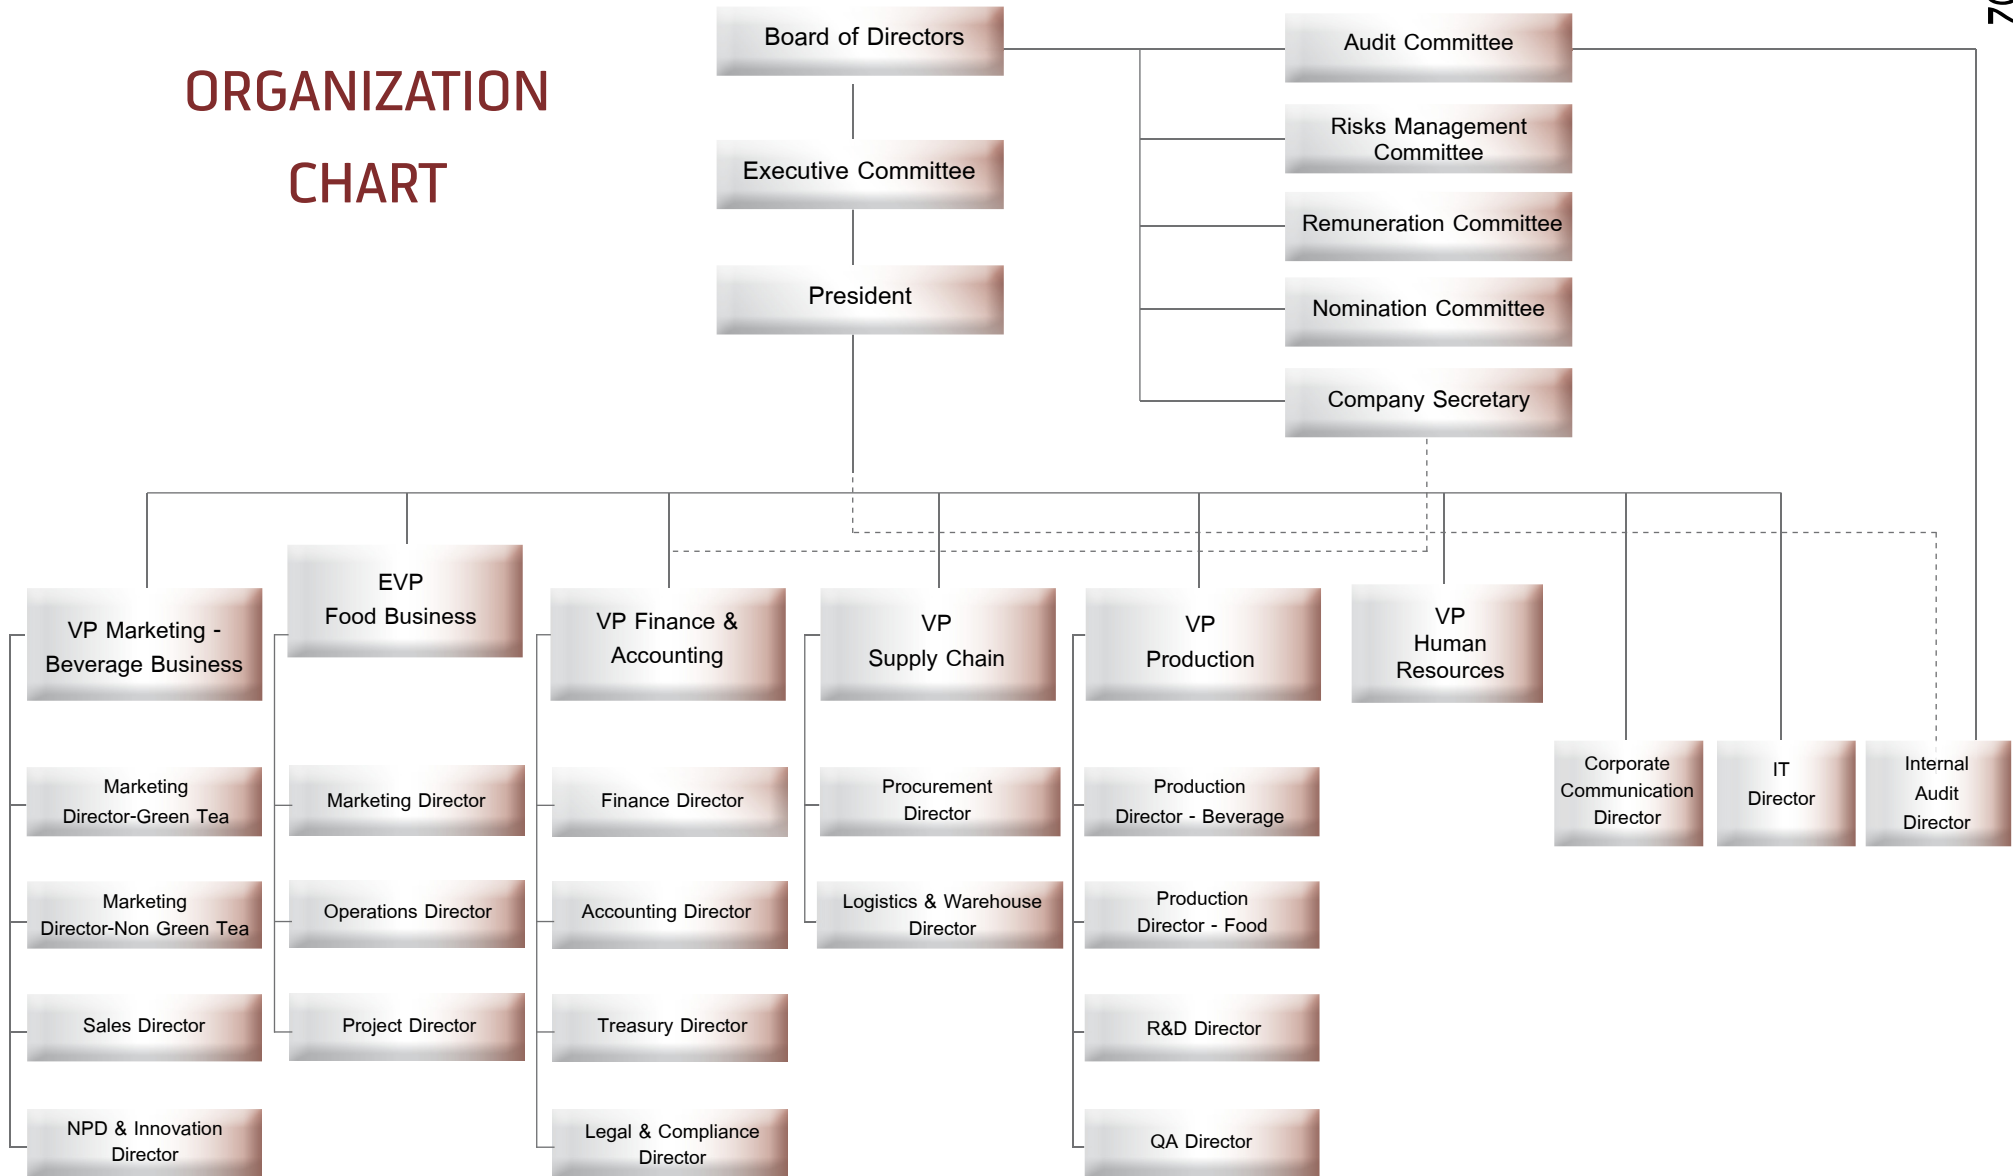 ORGANIZATION
CHART
Board of Directors
Executive Committee
President
Audit Committee
Risks Management
Committee
Remuneration Committee
Nomination Committee
Company Secretary
VP Marketing -
Beverage Business
EVP
Food Business
VP Finance &
Accounting
VP
Supply Chain
VP
Production
VP
Human
Resources
Corporate
Communication
Director
IT
Director
Internal
Audit
Director
Marketing
Director-Green Tea
Marketing
Director-Non Green Tea
Sales Director
NPD & Innovation
Director
Marketing Director
Operations Director
Project Director
Finance Director
Accounting Director
Treasury Director
Legal & Compliance
Director
Procurement
Director
Logistics & Warehouse
Director
Production
Director - Beverage
Production
Director - Food
R&D Director
QA Director